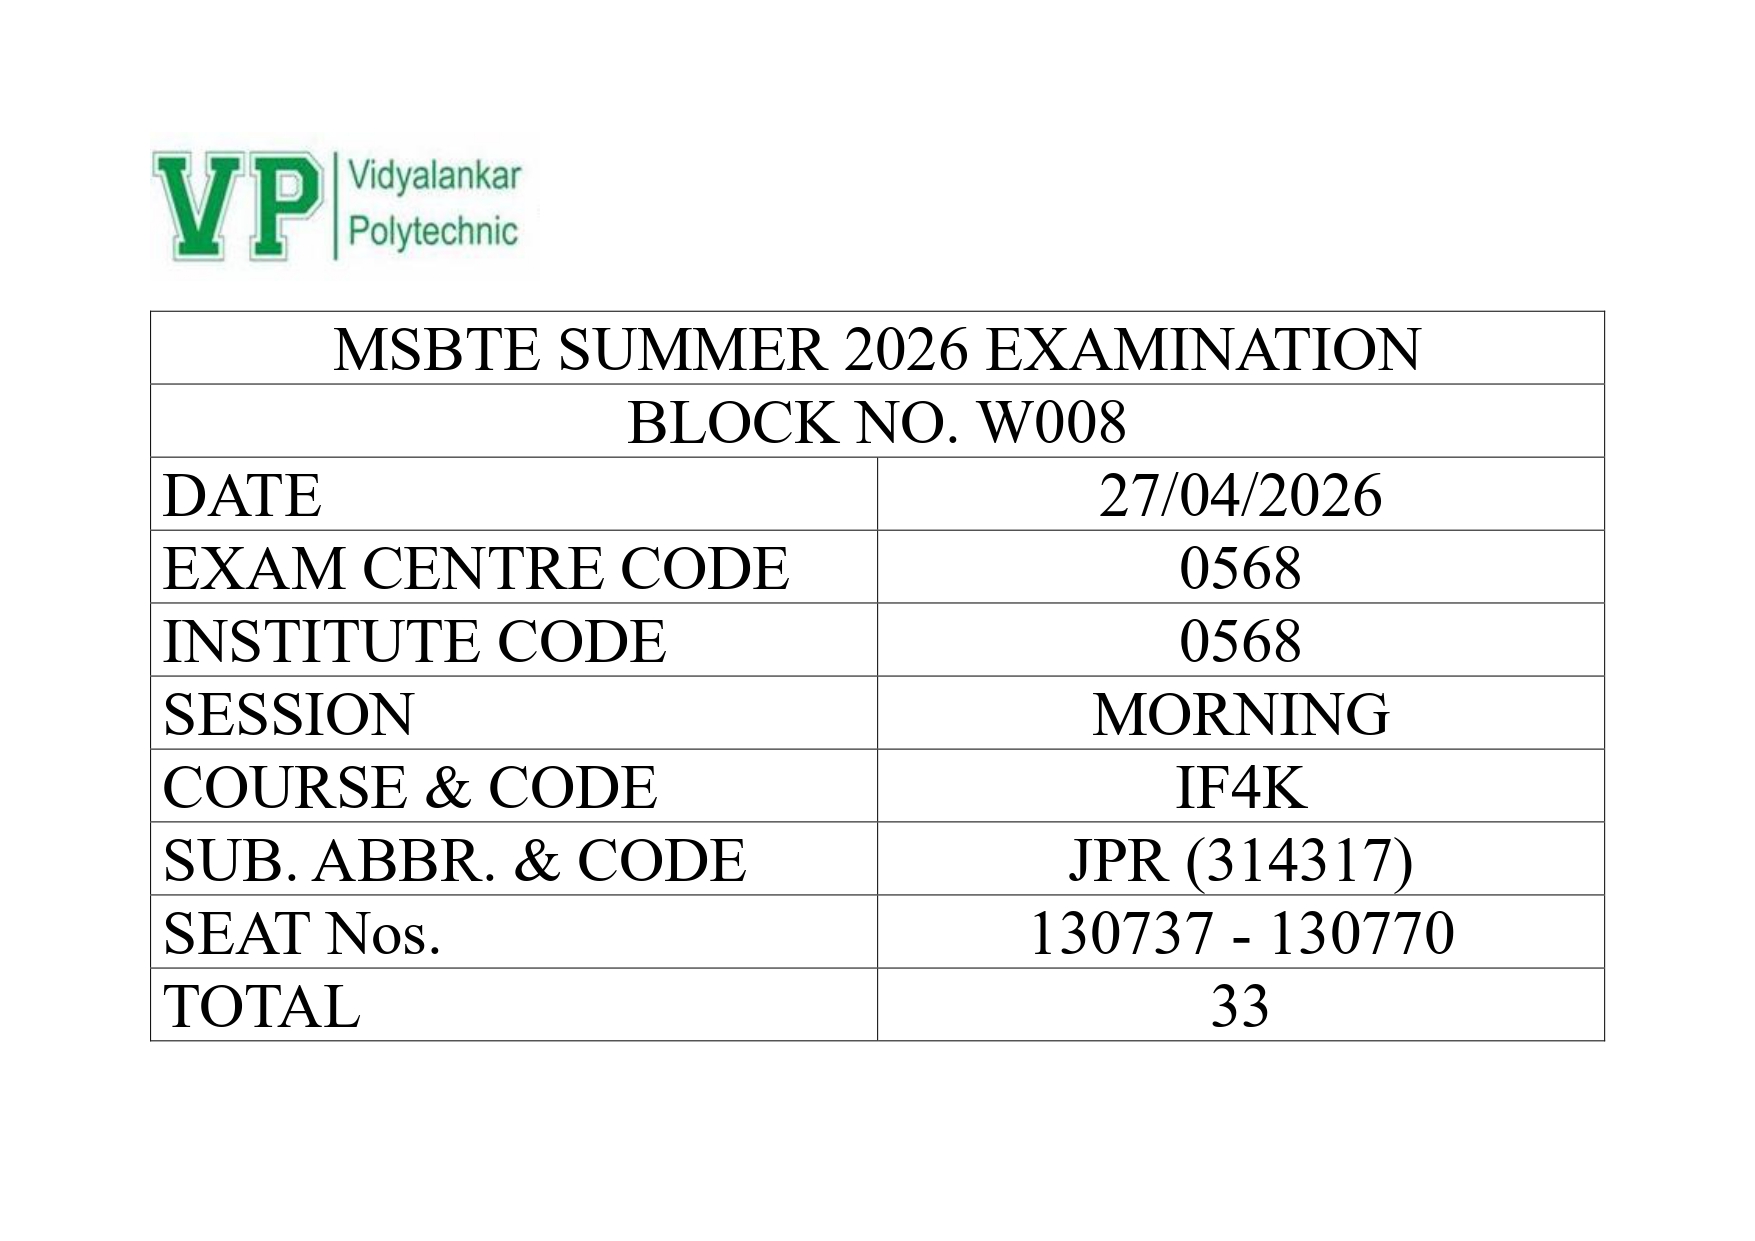 VP
Vidyalankar
Polytechnic
MSBTE SUMMER 2026 EXAMINATION
BLOCK NO. W008
DATE 27/04/2026
EXAM CENTRE CODE 0568
INSTITUTE CODE 0568
SESSION MORNING
COURSE & CODE IF4K
SUB. ABBR. & CODE JPR (314317)
SEAT Nos. 130737 - 130770
TOTAL 33